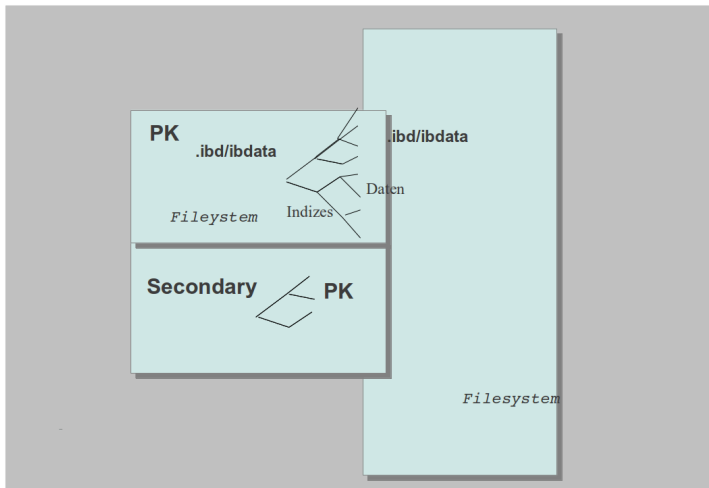 PK
.ibd/ibdata
.ibd/ibdata
Daten
Indizes
Fileystem
Secondary
PK
Filesystem